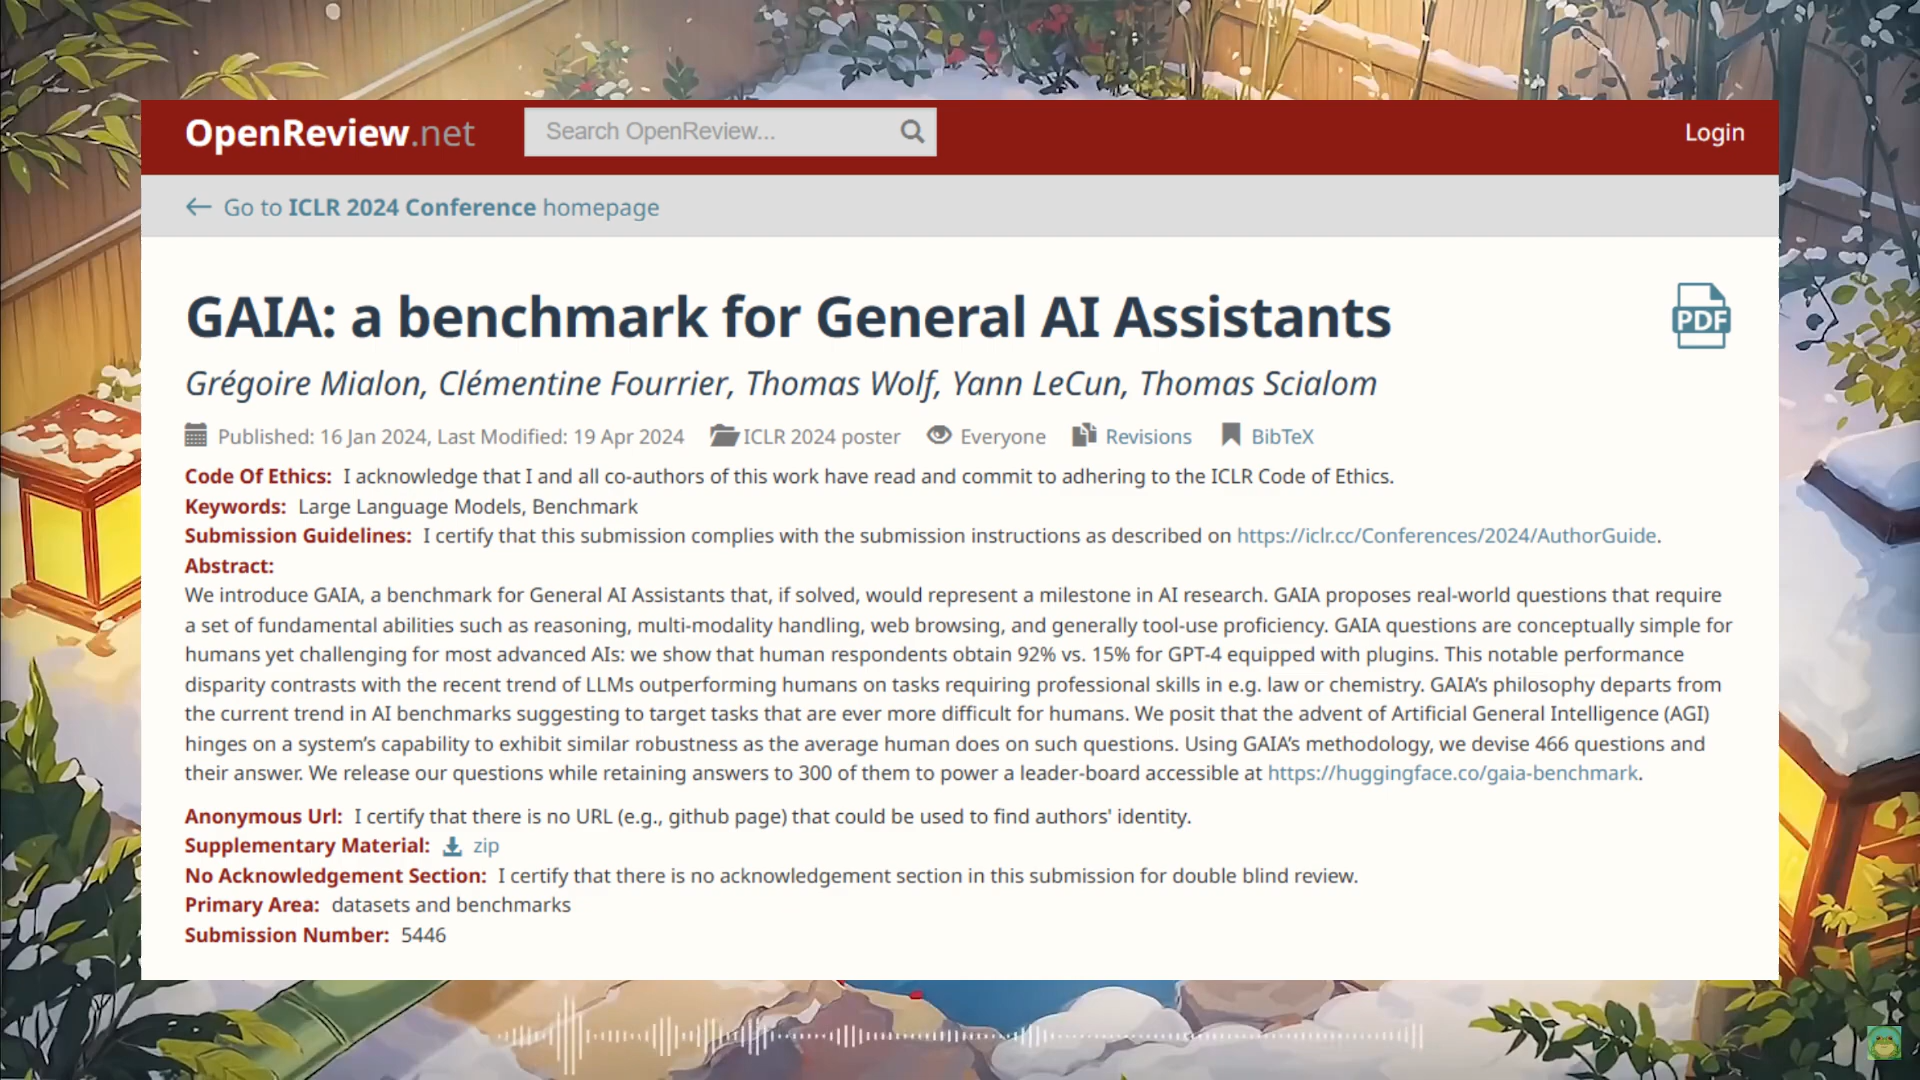 OpenReview.net
Search OpenReview...
Login
← Go to ICLR 2024 Conference homepage
GAIA: a benchmark for General AI Assistants
PDF
Grégoire Mialon, Clémentine Fourrier, Thomas Wolf, Yann LeCun, Thomas Scialom
Published: 16 Jan 2024, Last Modified: 19 Apr 2024 ICLR 2024 poster Everyone Revisions BibTeX
Code Of Ethics: I acknowledge that I and all co-authors of this work have read and commit to adhering to the ICLR Code of Ethics.
Keywords: Large Language Models, Benchmark
Submission Guidelines: I certify that this submission complies with the submission instructions as described on https://iclr.cc/Conferences/2024/AuthorGuide.
Abstract:
We introduce GAIA, a benchmark for General AI Assistants that, if solved, would represent a milestone in AI research. GAIA proposes real-world questions that require
a set of fundamental abilities such as reasoning, multi-modality handling, web browsing, and generally tool-use proficiency. GAIA questions are conceptually simple for
humans yet challenging for most advanced AIs: we show that human respondents obtain 92% vs. 15% for GPT-4 equipped with plugins. This notable performance
disparity contrasts with the recent trend of LLMs outperforming humans on tasks requiring professional skills in e.g. law or chemistry. GAIA's philosophy departs from
the current trend in AI benchmarks suggesting to target tasks that are ever more difficult for humans. We posit that the advent of Artificial General Intelligence (AGI)
hinges on a system's capability to exhibit similar robustness as the average human does on such questions. Using GAIA's methodology, we devise 466 questions and
their answer. We release our questions while retaining answers to 300 of them to power a leader-board accessible at https://huggingface.co/gaia-benchmark.
Anonymous Url: I certify that there is no URL (e.g., github page) that could be used to find authors' identity.
Supplementary Material: zip
No Acknowledgement Section: I certify that there is no acknowledgement section in this submission for double blind review.
Primary Area: datasets and benchmarks
Submission Number: 5446